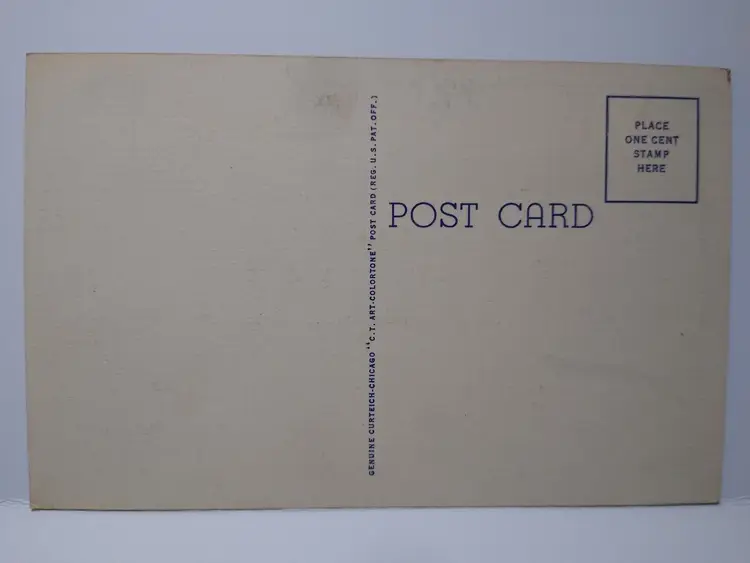 GENUINE CURTEICH-CHICAGO "C.T. ART-COLORTONE" POST CARD (REG. U.S. PAT. OFF.)
POST CARD
PLACE
ONE CENT
STAMP
HERE